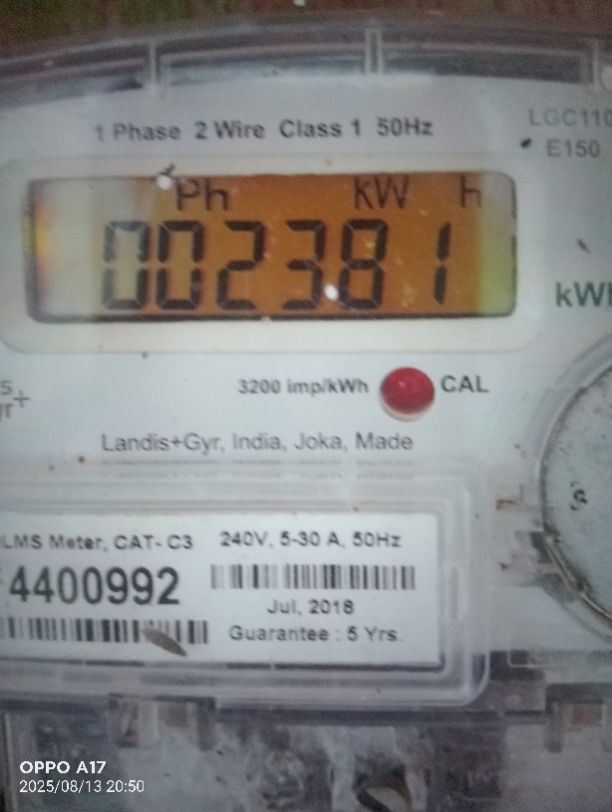 1 Phase 2 Wire Class 1 50Hz
LGC110
E150
Ph kW h
002381
kWh
3200 imp/kWh CAL
Landis+Gyr, India, Joka, Made
LMS Meter, CAT- C3
240V, 5-30 A, 50Hz
4400992
Jul, 2018
Guarantee : 5 Yrs.
OPPO A17
2025/08/13 20:50